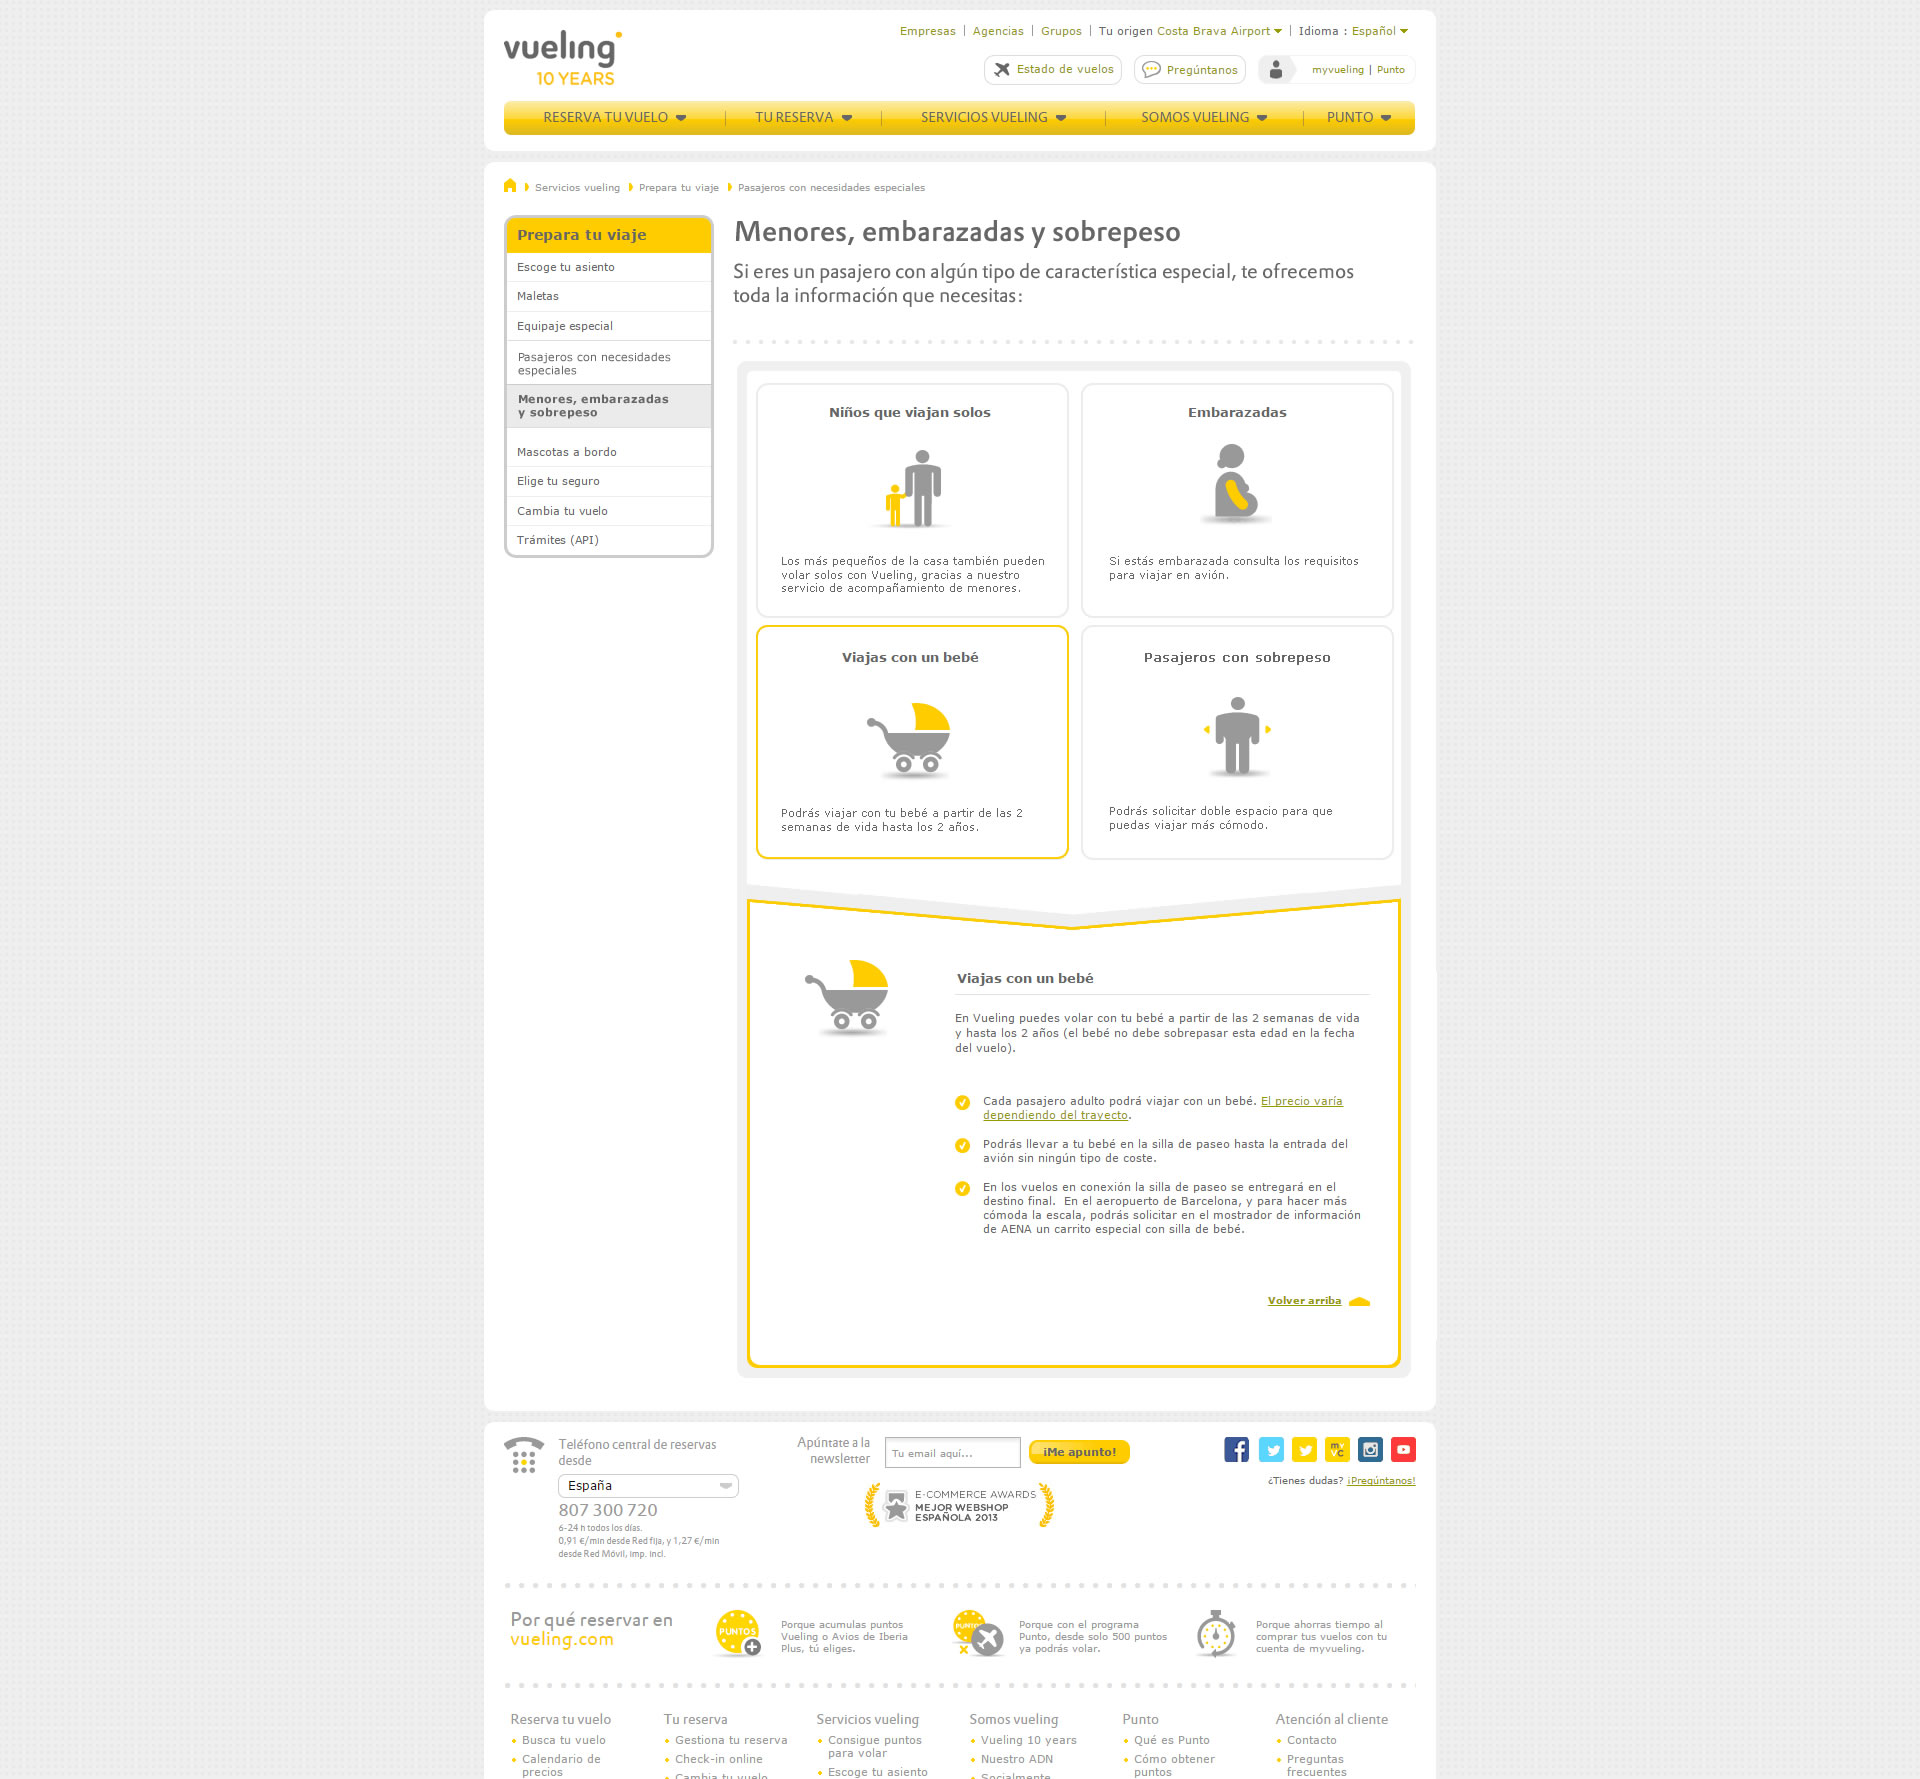 vueling
10 YEARS
Empresas | Agencias | Grupos | Tu origen Costa Brava Airport | Idioma : Español
Estado de vuelos
Pregúntanos
myvueling | Punto
RESERVA TU VUELO
TU RESERVA
SERVICIOS VUELING
SOMOS VUELING
PUNTO
Servicios vueling
Prepara tu viaje
Pasajeros con necesidades especiales
Prepara tu viaje
Escoge tu asiento
Maletas
Equipaje especial
Pasajeros con necesidades
especiales
Menores, embarazadas
y sobrepeso
Mascotas a bordo
Elige tu seguro
Cambia tu vuelo
Trámites (API)
Menores, embarazadas y sobrepeso
Si eres un pasajero con algún tipo de característica especial, te ofrecemos
toda la información que necesitas:
Niños que viajan solos
Los más pequeños de la casa también pueden
volar solos con Vueling, gracias a nuestro
servicio de acompañamiento de menores.
Embarazadas
Si estás embarazada consulta los requisitos
para viajar en avión.
Viajas con un bebé
Podrás viajar con tu bebé a partir de las 2
semanas de vida hasta los 2 años.
Pasajeros con sobrepeso
Podrás solicitar doble espacio para que
puedas viajar más cómodo.
Viajas con un bebé
En Vueling puedes volar con tu bebé a partir de las 2 semanas de vida
y hasta los 2 años (el bebé no debe sobrepasar esta edad en la fecha
del vuelo).
Cada pasajero adulto podrá viajar con un bebé. El precio varía
dependiendo del trayecto.
Podrás llevar a tu bebé en la silla de paseo hasta la entrada del
avión sin ningún tipo de coste.
En los vuelos en conexión la silla de paseo se entregará en el
destino final.  En el aeropuerto de Barcelona, y para hacer más
cómoda la escala, podrás solicitar en el mostrador de información
de AENA un carrito especial con silla de bebé.
Volver arriba
Teléfono central de reservas
desde
España
807 300 720
6-24 h todos los días.
0,91 €/min desde Red fija, y 1,27 €/min
desde Red Móvil, imp. incl.
Apúntate a la
newsletter
Tu email aquí...
¡Me apunto!
E-COMMERCE AWARDS
MEJOR WEBSHOP
ESPAÑOLA 2013
¿Tienes dudas? ¡Pregúntanos!
Por qué reservar en
vueling.com
PUNTOS
Porque acumulas puntos
Vueling o Avios de Iberia
Plus, tú eliges.
PUNTOS
Porque con el programa
Punto, desde solo 500 puntos
ya podrás volar.
Porque ahorras tiempo al
comprar tus vuelos con tu
cuenta de myvueling.
Reserva tu vuelo
Busca tu vuelo
Calendario de
precios
Tu reserva
Gestiona tu reserva
Check-in online
Cambia tu vuelo
Servicios vueling
Consigue puntos
para volar
Escoge tu asiento
Somos vueling
Vueling 10 years
Nuestro ADN
Socialmente
Punto
Qué es Punto
Cómo obtener
puntos
Atención al cliente
Contacto
Preguntas
frecuentes